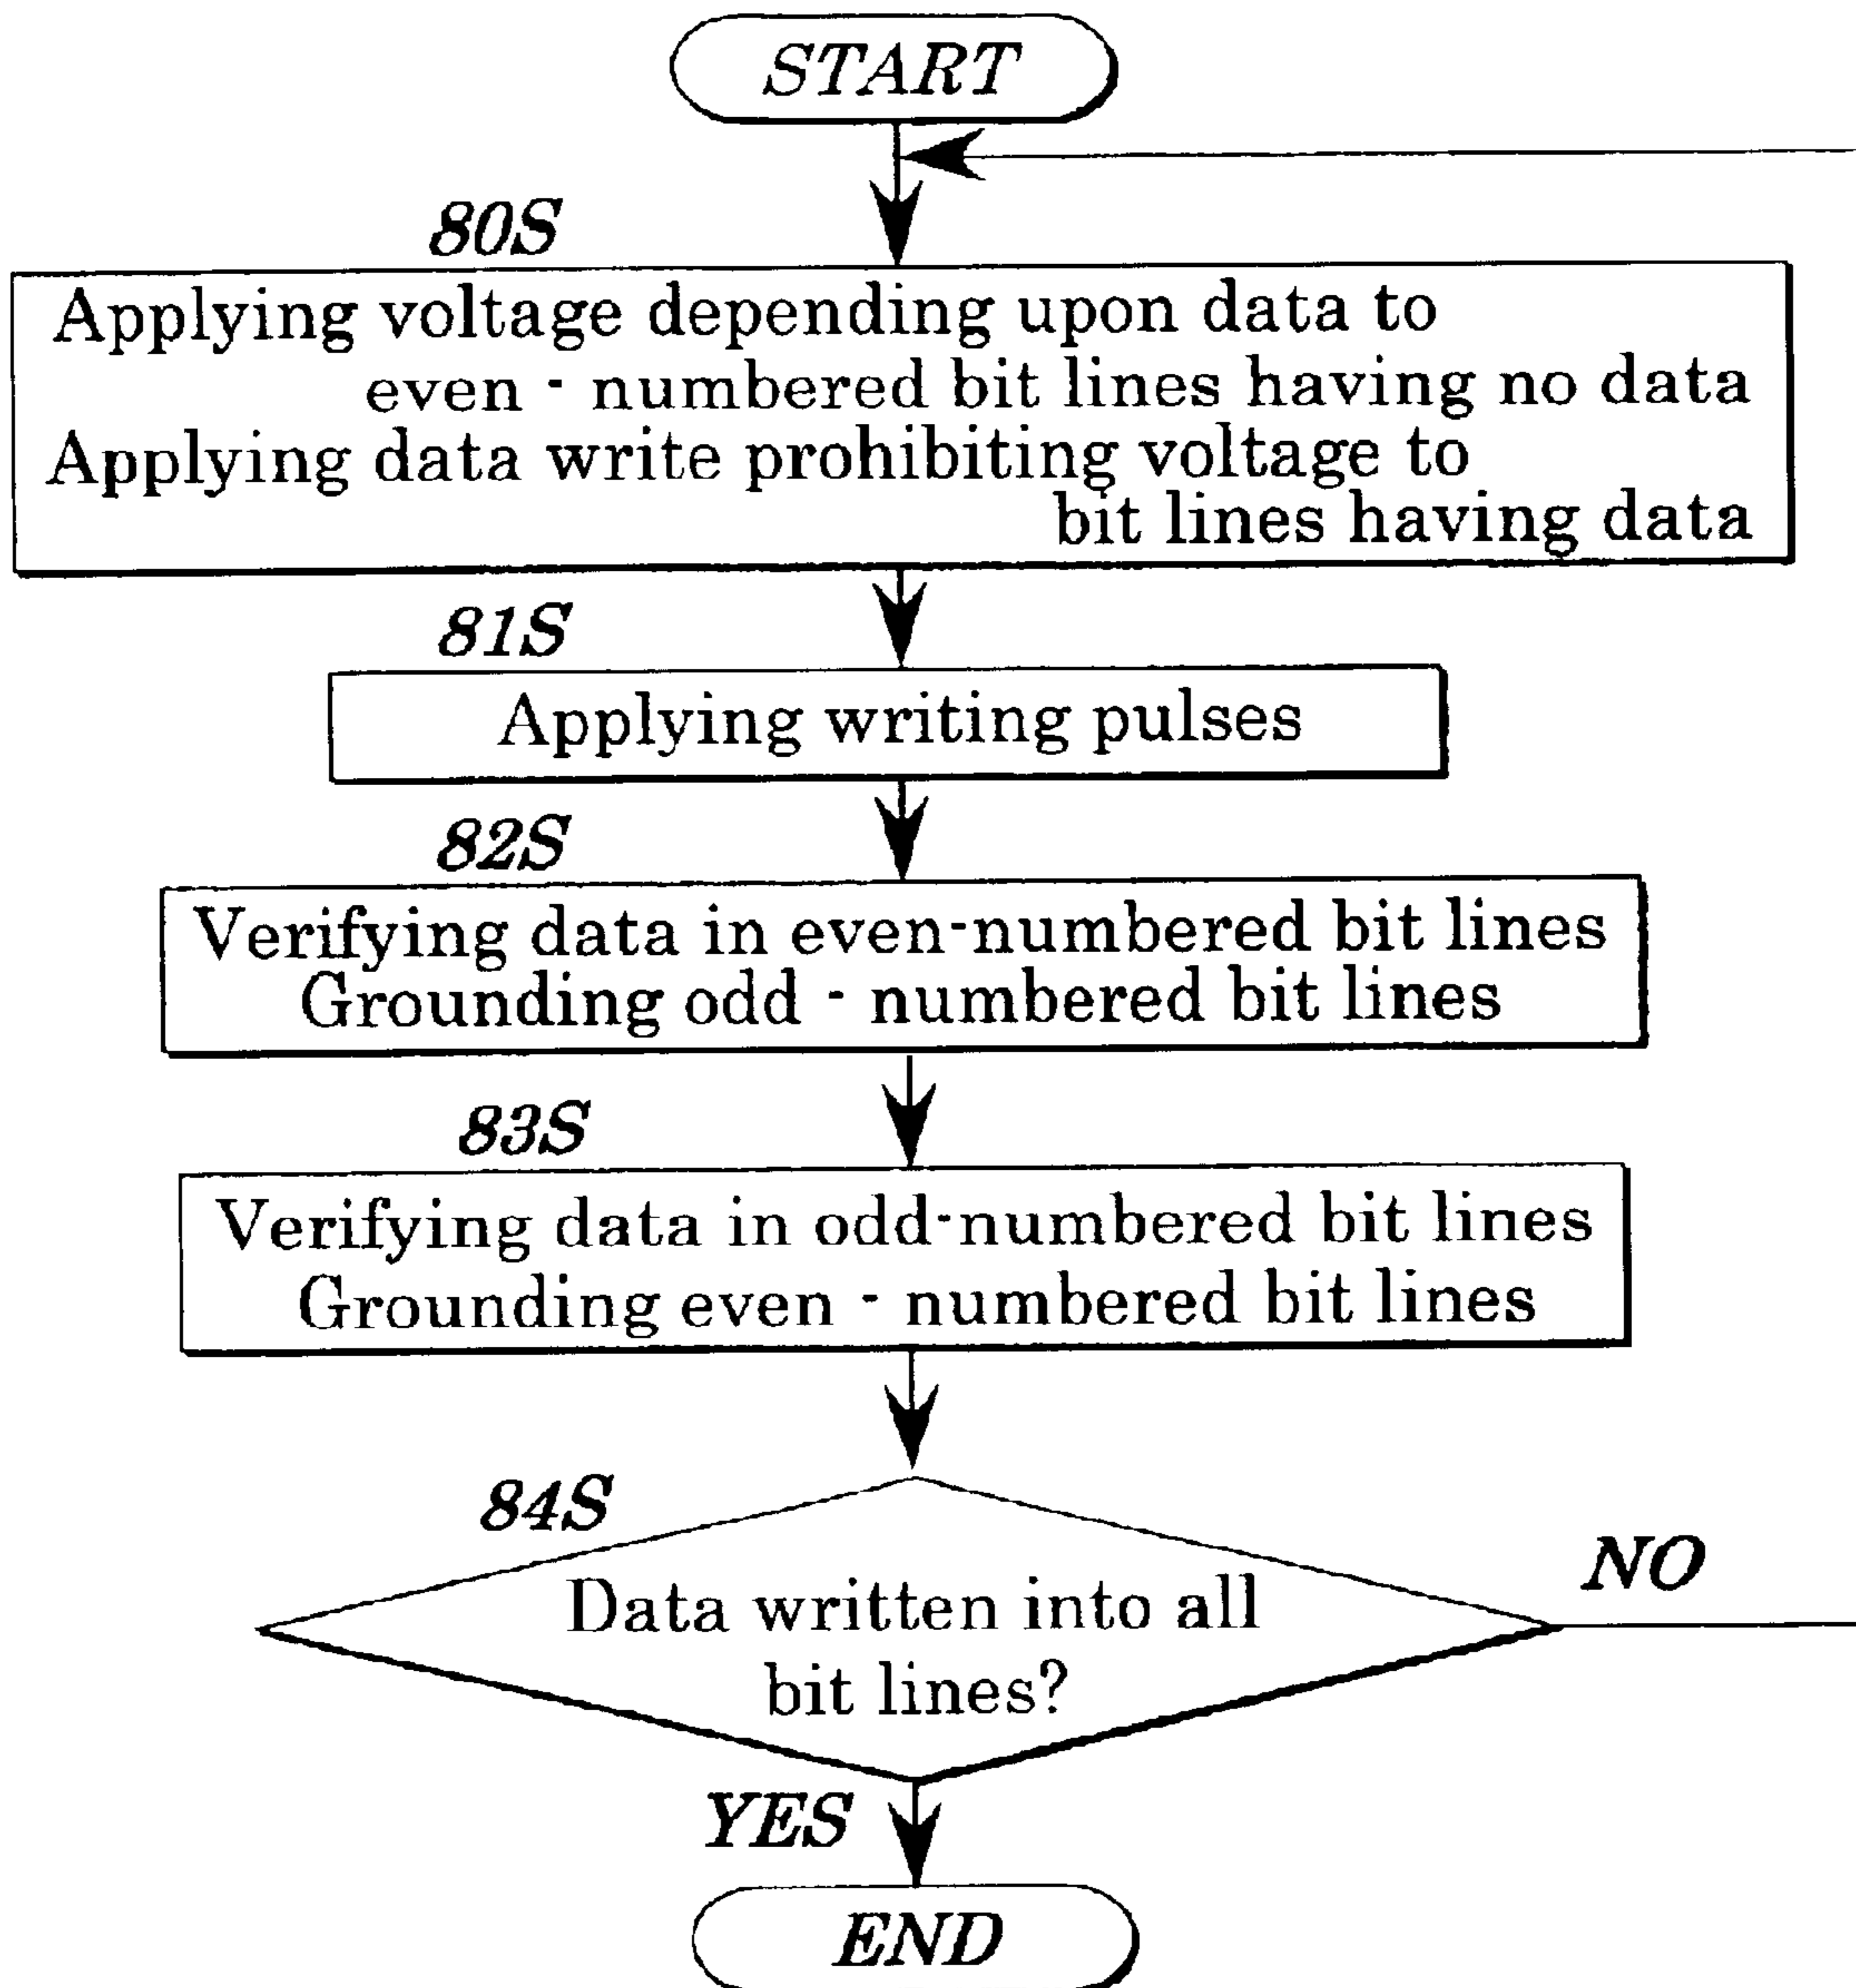 START
80S
Applying voltage depending upon data to
even - numbered bit lines having no data
Applying data write prohibiting voltage to
bit lines having data
81S
Applying writing pulses
82S
Verifying data in even-numbered bit lines
Grounding odd - numbered bit lines
83S
Verifying data in odd-numbered bit lines
Grounding even - numbered bit lines
84S
Data written into all
bit lines?
NO
YES
END